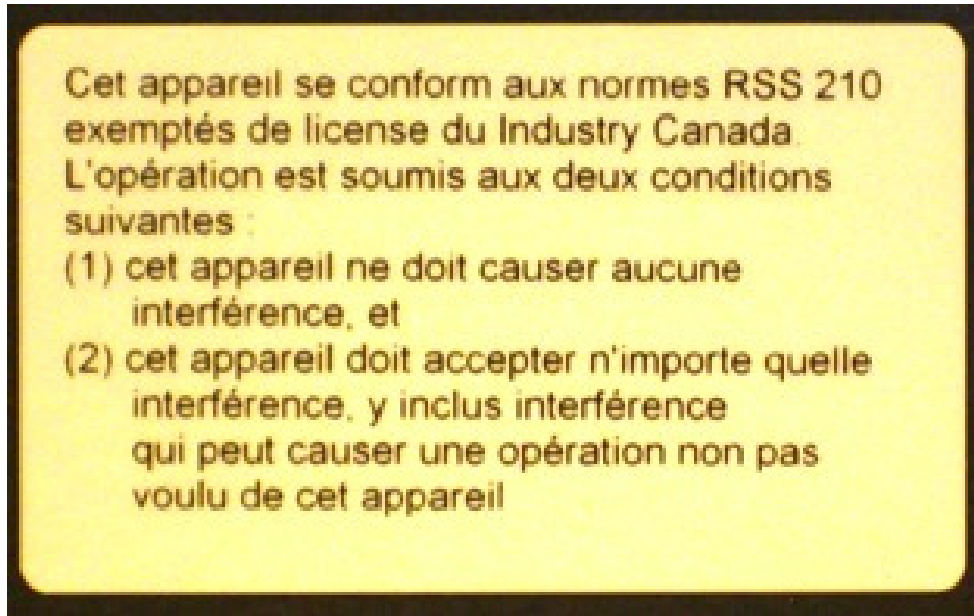 Cet appareil se conform aux normes RSS 210
exemptés de license du Industry Canada.
L'opération est soumis aux deux conditions
suivantes :
(1) cet appareil ne doit causer aucune
interférence, et
(2) cet appareil doit accepter n'importe quelle
interférence, y inclus interférence
qui peut causer une opération non pas
voulu de cet appareil